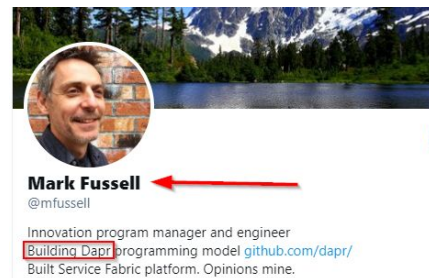 Mark Fussell
@mfussell
Innovation program manager and engineer
Building Dapr programming model github.com/dapr/
Built Service Fabric platform. Opinions mine.